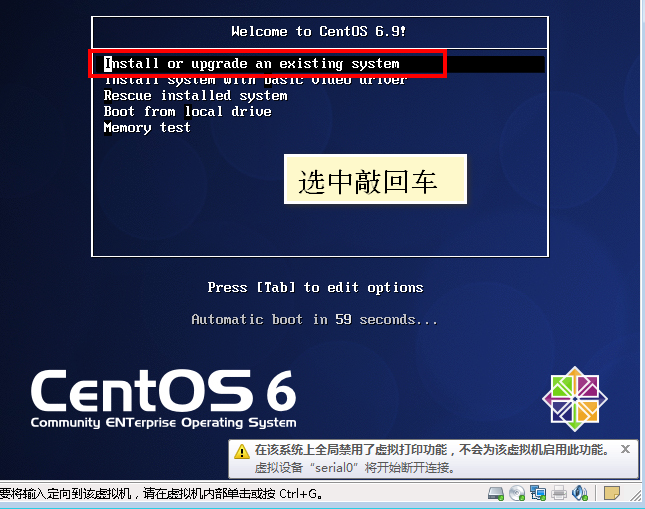 Welcome to CentOS 6.9!
Install or upgrade an existing system
Install system with basic video driver
Rescue installed system
Boot from local drive
Memory test
选中敲回车
Press [Tab] to edit options
Automatic boot in 59 seconds...
CentOS 6
Community ENTerprise Operating System
在该系统上全局禁用了虚拟打印功能，不会为该虚拟机启用此功能。
虚拟设备“serial0”将开始断开连接。
要将输入定向到该虚拟机，请在虚拟机内部单击或按 Ctrl+G。